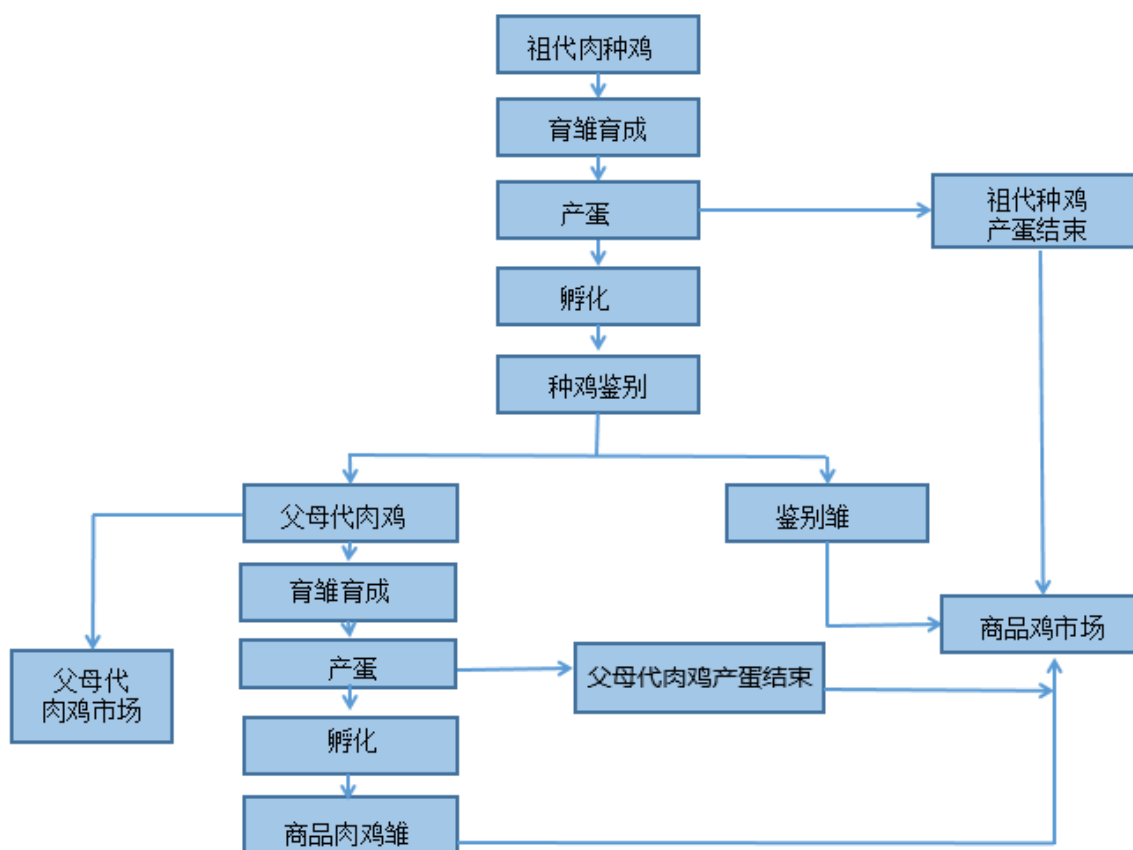 祖代肉种鸡
育雏育成
产蛋
祖代种鸡
产蛋结束
孵化
种鸡鉴别
父母代肉鸡
鉴别雏
育雏育成
商品鸡市场
产蛋
父母代肉鸡产蛋结束
父母代
肉鸡市场
孵化
商品肉鸡雏